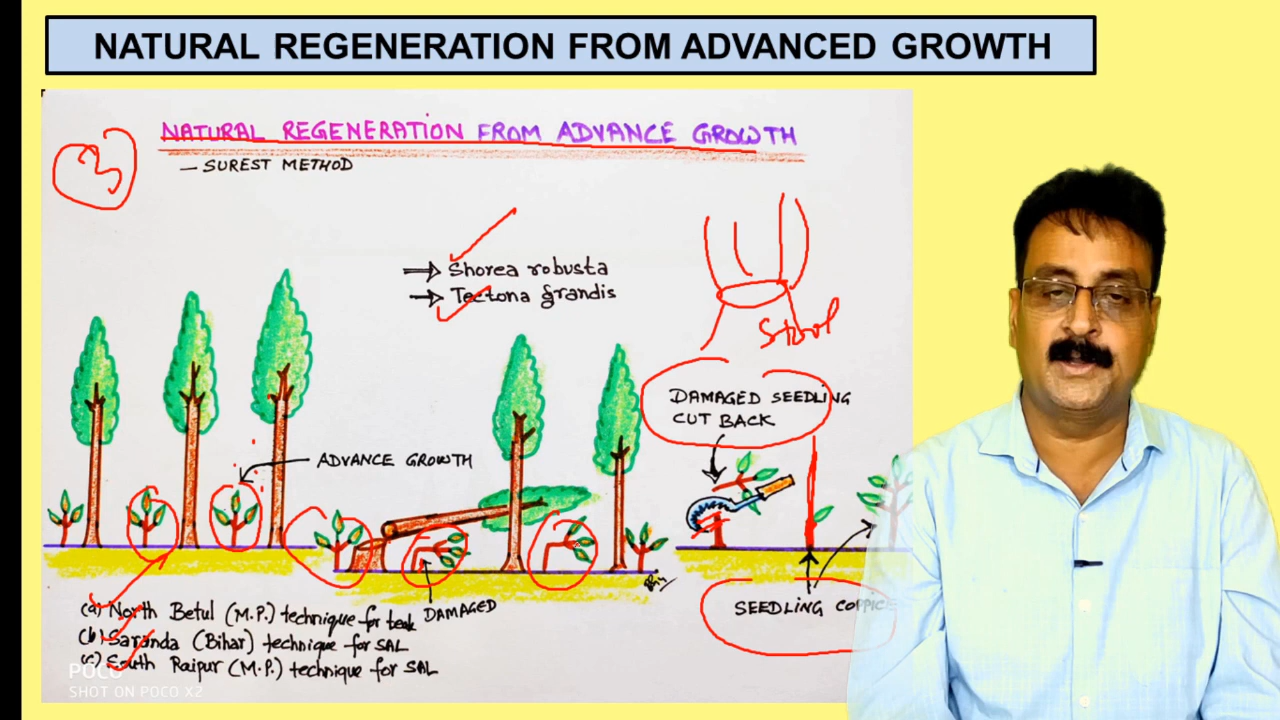 NATURAL REGENERATION FROM ADVANCED GROWTH
3
NATURAL REGENERATION FROM ADVANCE GROWTH
– SUREST METHOD
⇒ Shorea robusta
⇒ Tectona grandis
Stool
DAMAGED SEEDLING
CUT BACK
ADVANCE GROWTH
DAMAGED
SEEDLING COPPICE
(a) North Betul (M.P.) technique for teak
(b) Saranda (Bihar) technique for SAL
(c) South Raipur (M.P.) technique for SAL
POCO
SHOT ON POCO X2